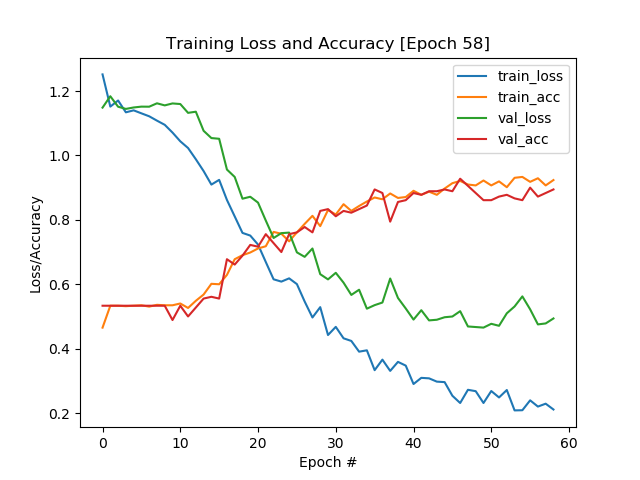 Training Loss and Accuracy [Epoch 58]
train_loss
train_acc
val_loss
val_acc
1.2
1.0
0.8
0.6
0.4
0.2
Loss/Accuracy
0 10 20 30 40 50 60
Epoch #